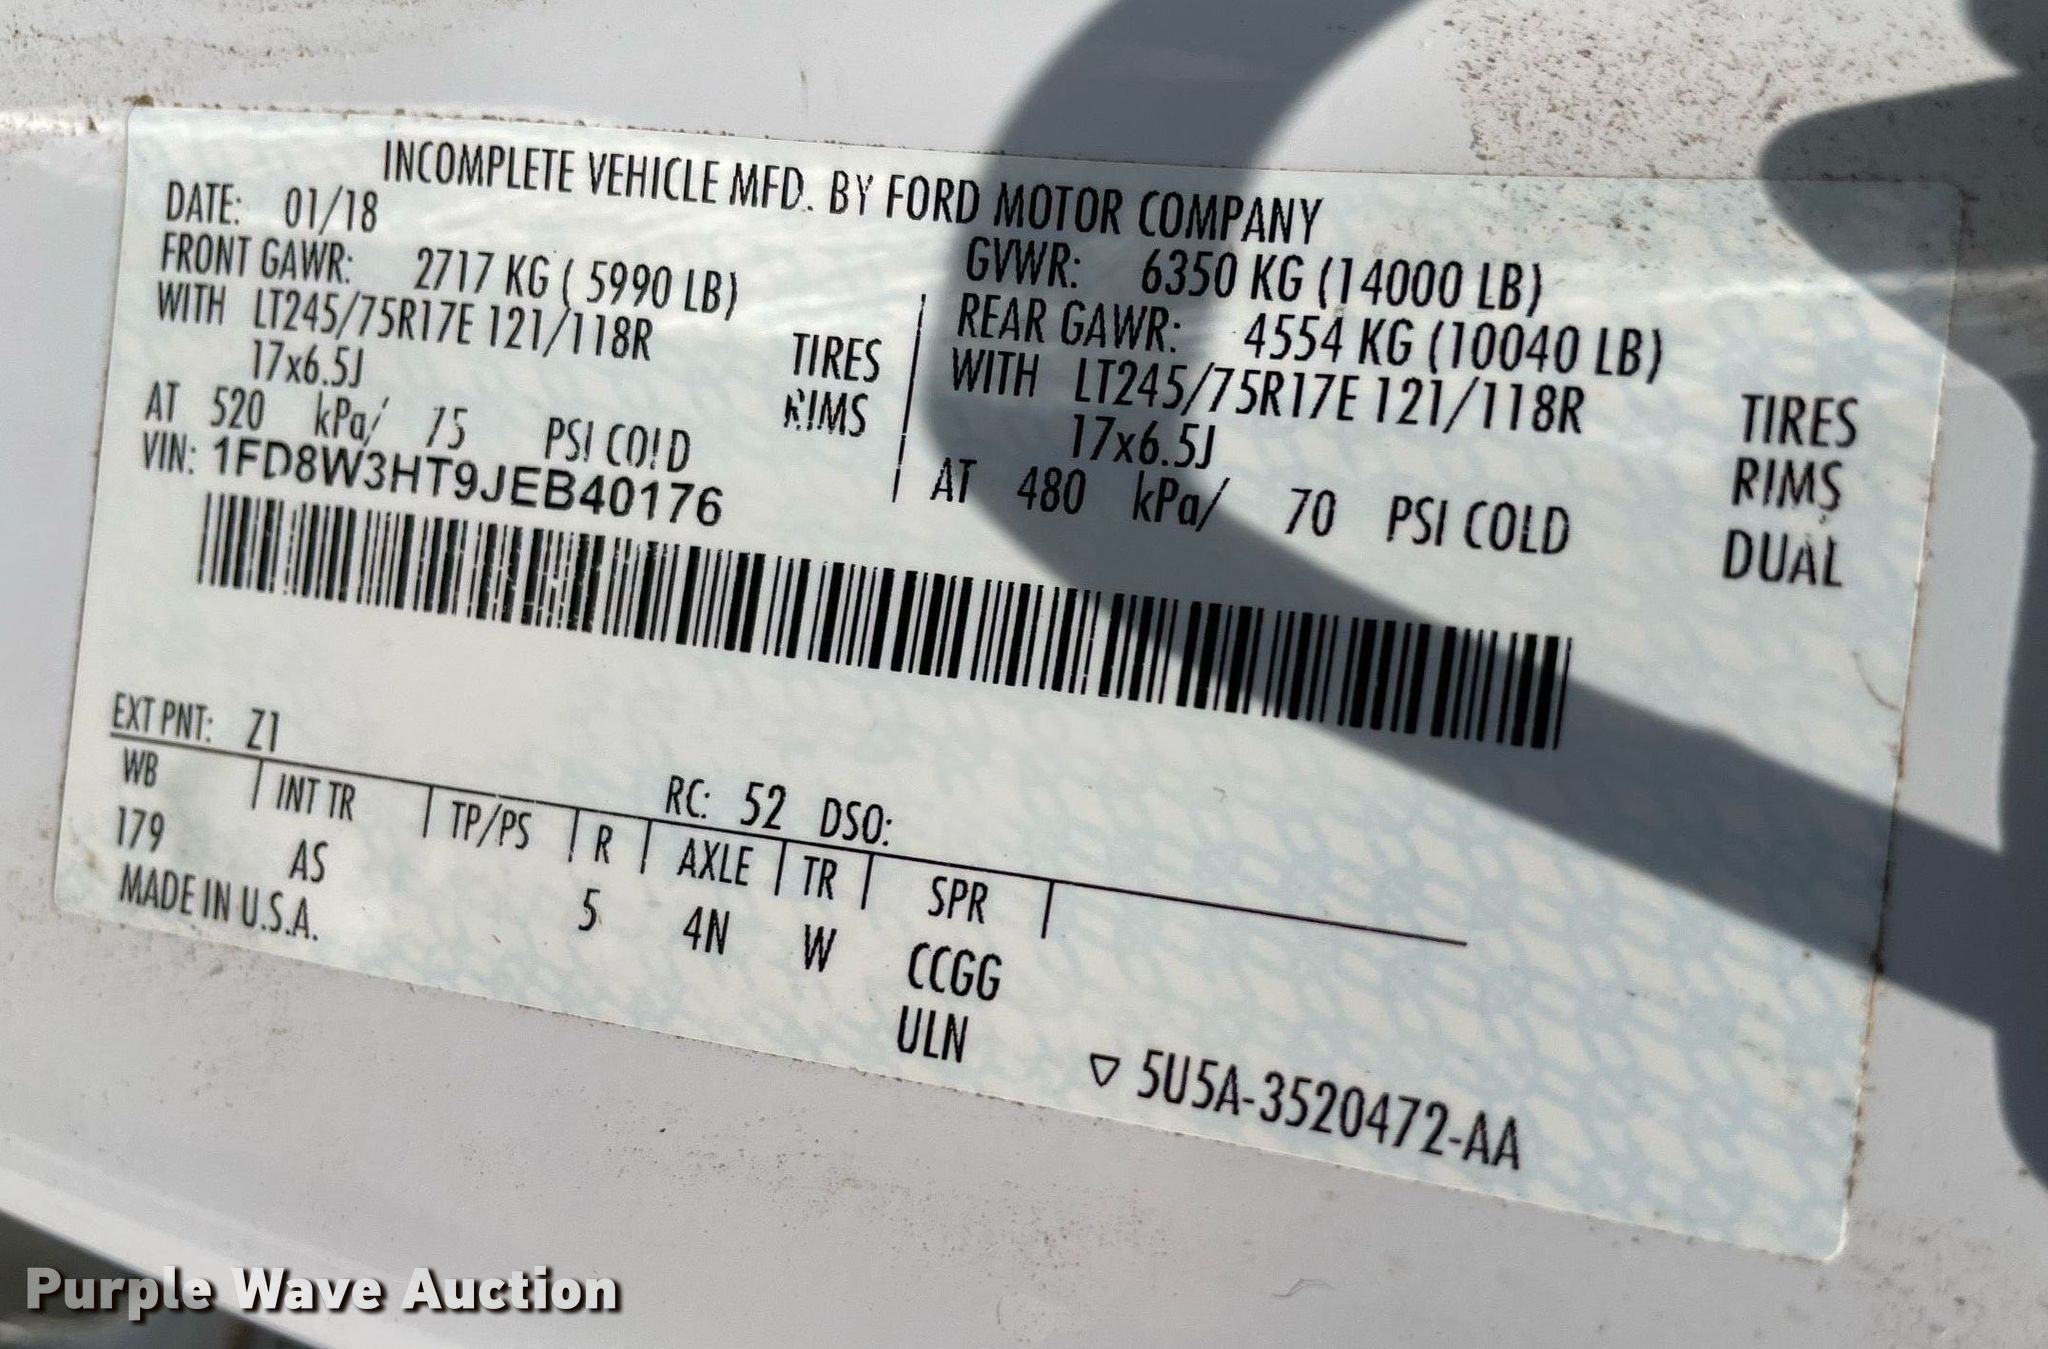 INCOMPLETE VEHICLE MFD. BY FORD MOTOR COMPANY
DATE: 01/18
GVWR: 6350 KG (14000 LB)
FRONT GAWR: 2717 KG ( 5990 LB)
REAR GAWR: 4554 KG (10040 LB)
WITH LT245/75R17E 121/118R TIRES
WITH LT245/75R17E 121/118R TIRES
17x6.5J RIMS
17x6.5J RIMS
AT 520 kPa/ 75 PSI COLD
AT 480 kPa/ 70 PSI COLD DUAL
VIN: 1FD8W3HT9JEB40176
EXT PNT: Z1 RC: 52 DSO:
WB INT TR TP/PS R AXLE TR SPR
179 AS 5 4N W CCGG
MADE IN U.S.A. ULN
5U5A-3520472-AA
Purple Wave Auction